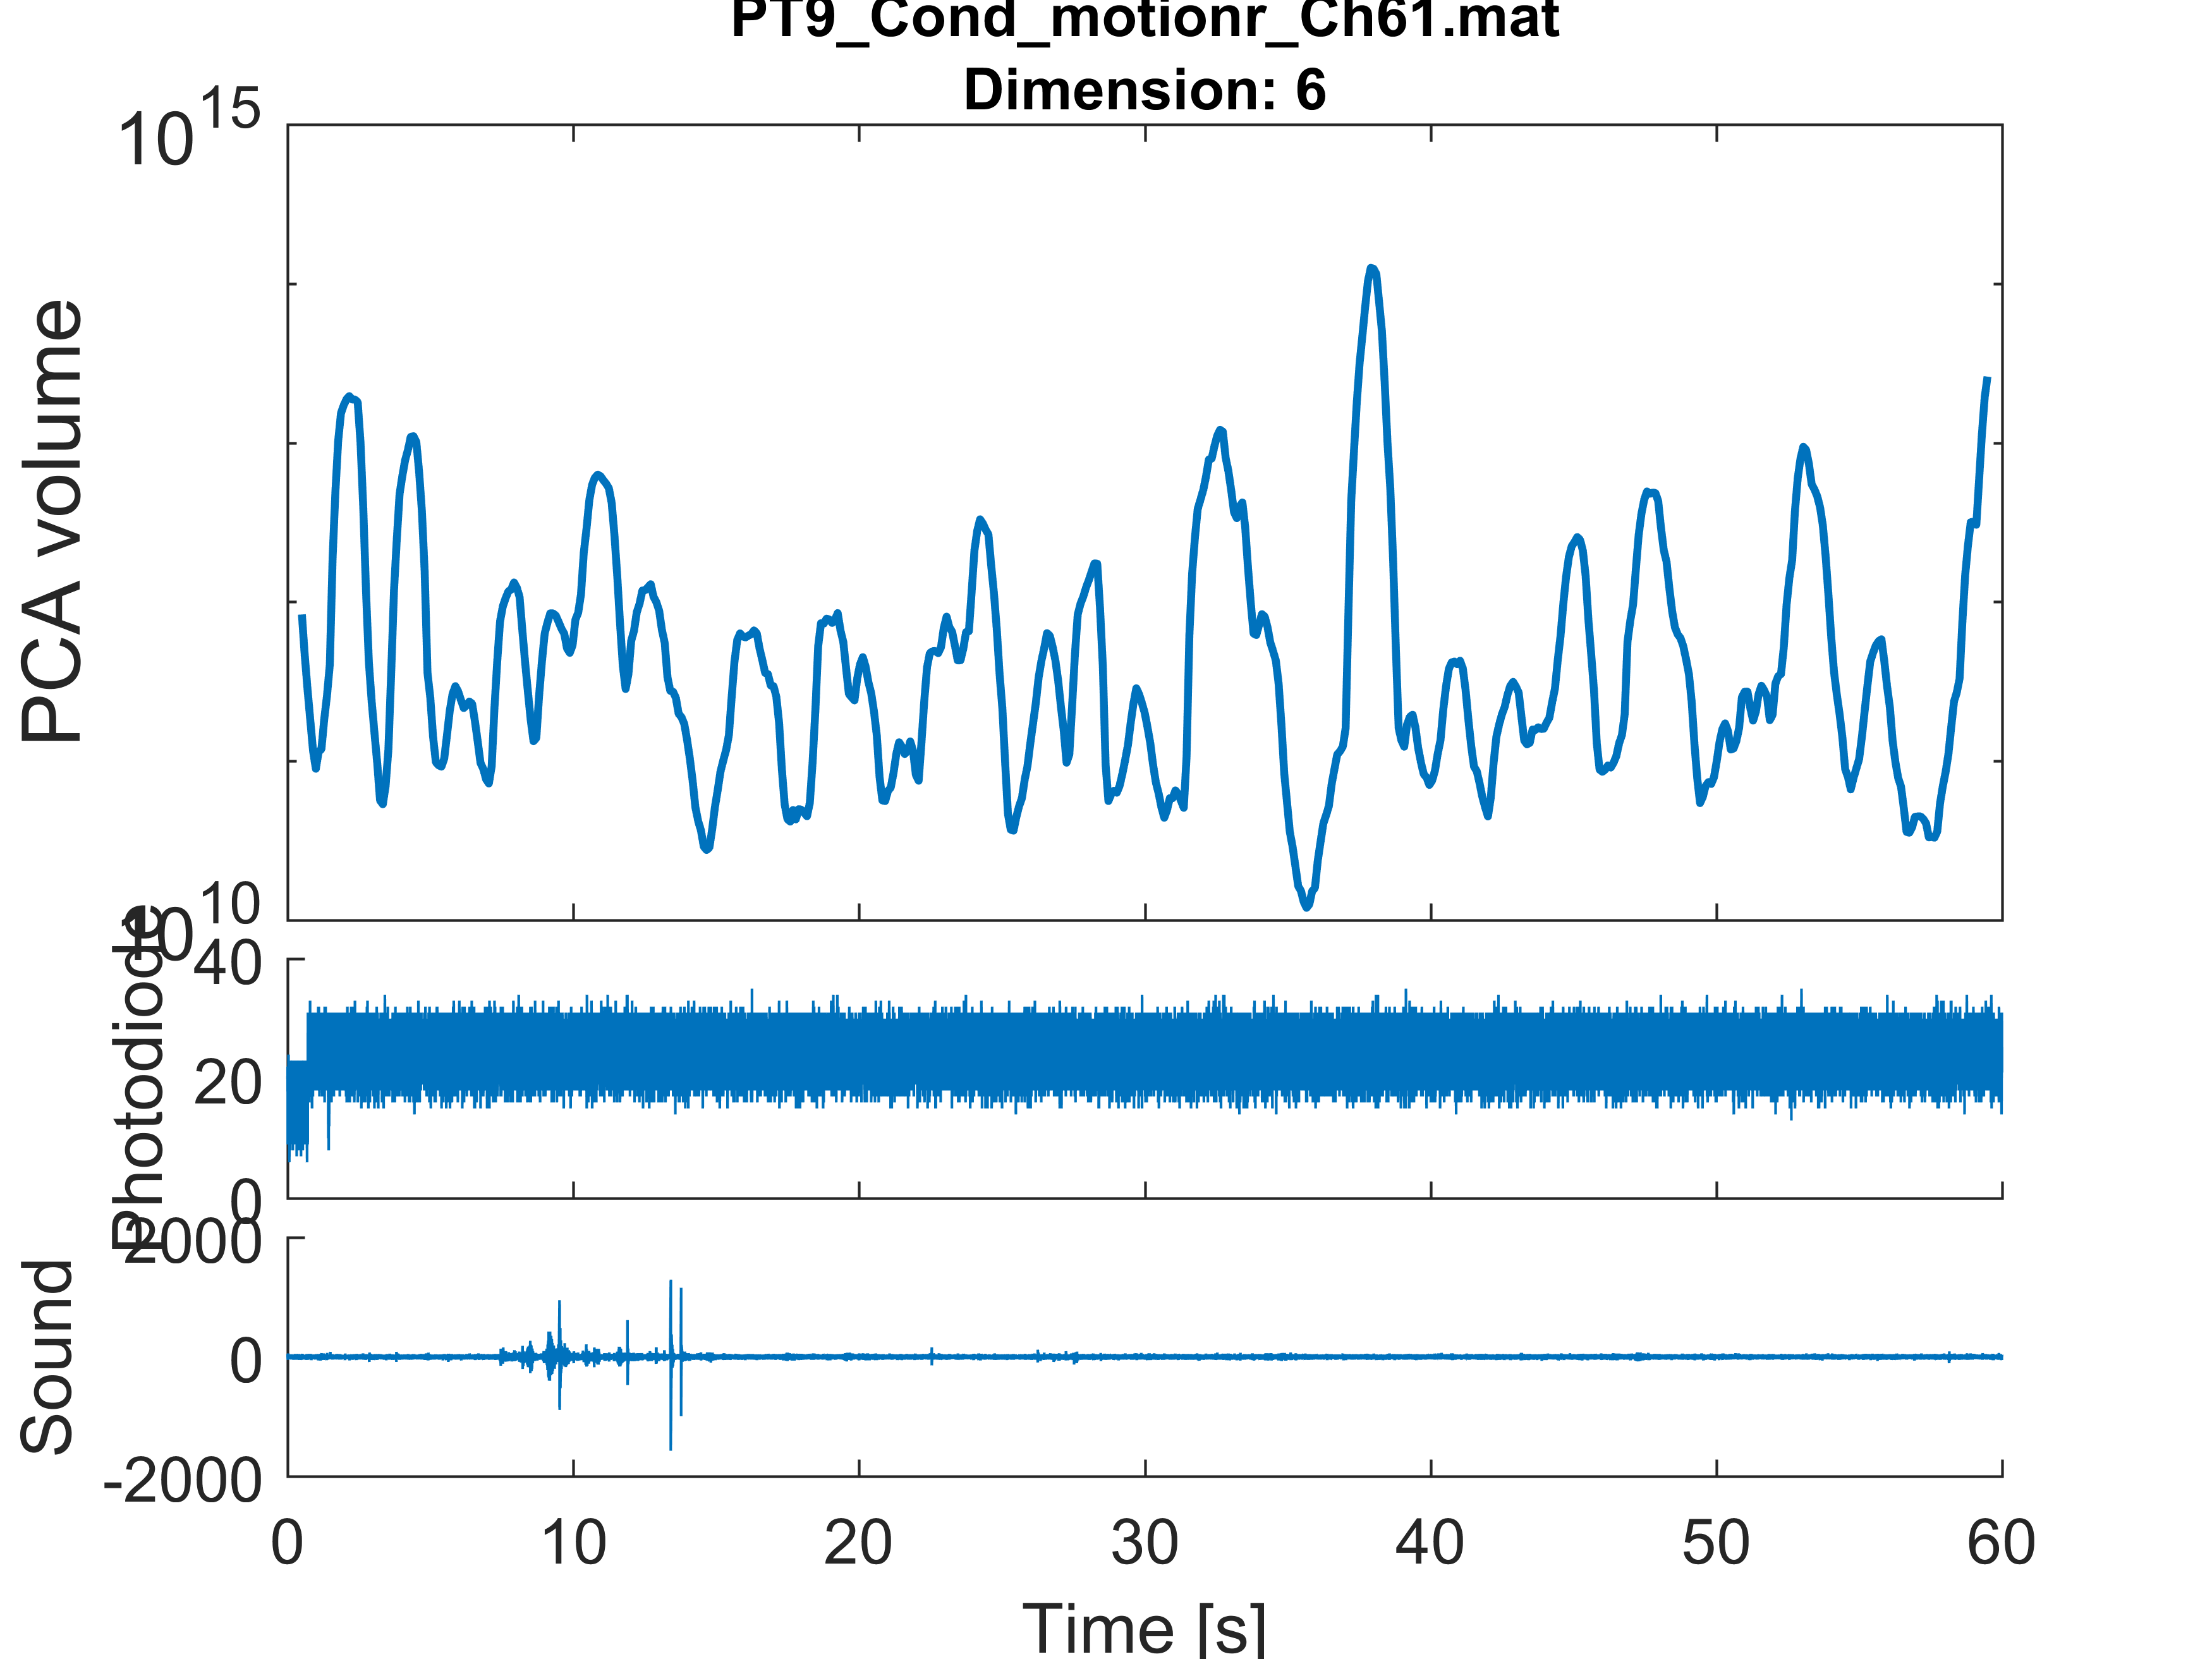 PT9_Cond_motionr_Ch61.mat
Dimension: 6
10^15
PCA volume
10^10
40
Photodiode
20
0
2000
Sound
0
-2000
0 10 20 30 40 50 60
Time [s]